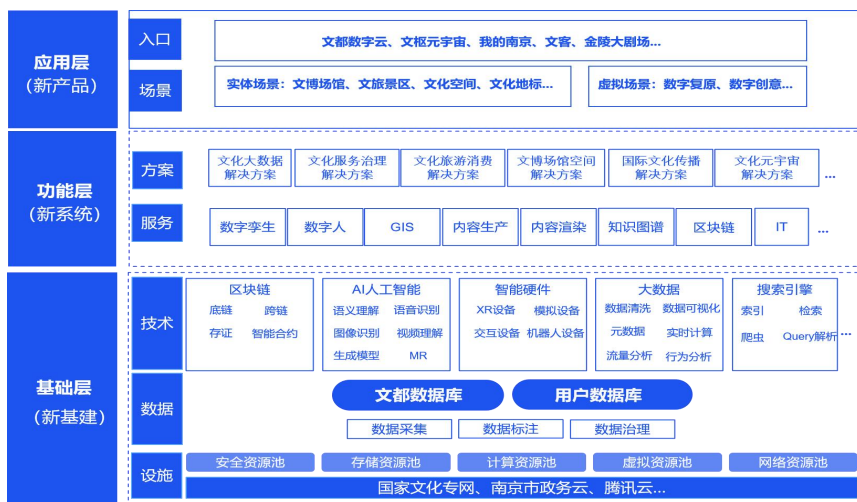 应用层
(新产品)
入口
文都数字云、文枢元宇宙、我的南京、文客、金陵大剧场...
场景
实体场景：文博场馆、文旅景区、文化空间、文化地标...
虚拟场景：数字复原、数字创意...
功能层
(新系统)
方案
文化大数据
解决方案
文化服务治理
解决方案
文化旅游消费
解决方案
文博场馆空间
解决方案
国际文化传播
解决方案
文化元宇宙
解决方案
...
服务
数字孪生
数字人
GIS
内容生产
内容渲染
知识图谱
区块链
IT
...
基础层
(新基建)
技术
区块链
底链 跨链
存证 智能合约
AI人工智能
语义理解 语音识别
图像识别 视频理解
生成模型 MR
智能硬件
XR设备 模拟设备
交互设备 机器人设备
大数据
数据清洗 数据可视化
元数据 实时计算
流量分析 行为分析
搜索引擎
索引 检索
爬虫 Query解析
...
数据
文都数据库
用户数据库
数据采集
数据标注
数据治理
设施
安全资源池
存储资源池
计算资源池
虚拟资源池
网络资源池
国家文化专网、南京市政务云、腾讯云...